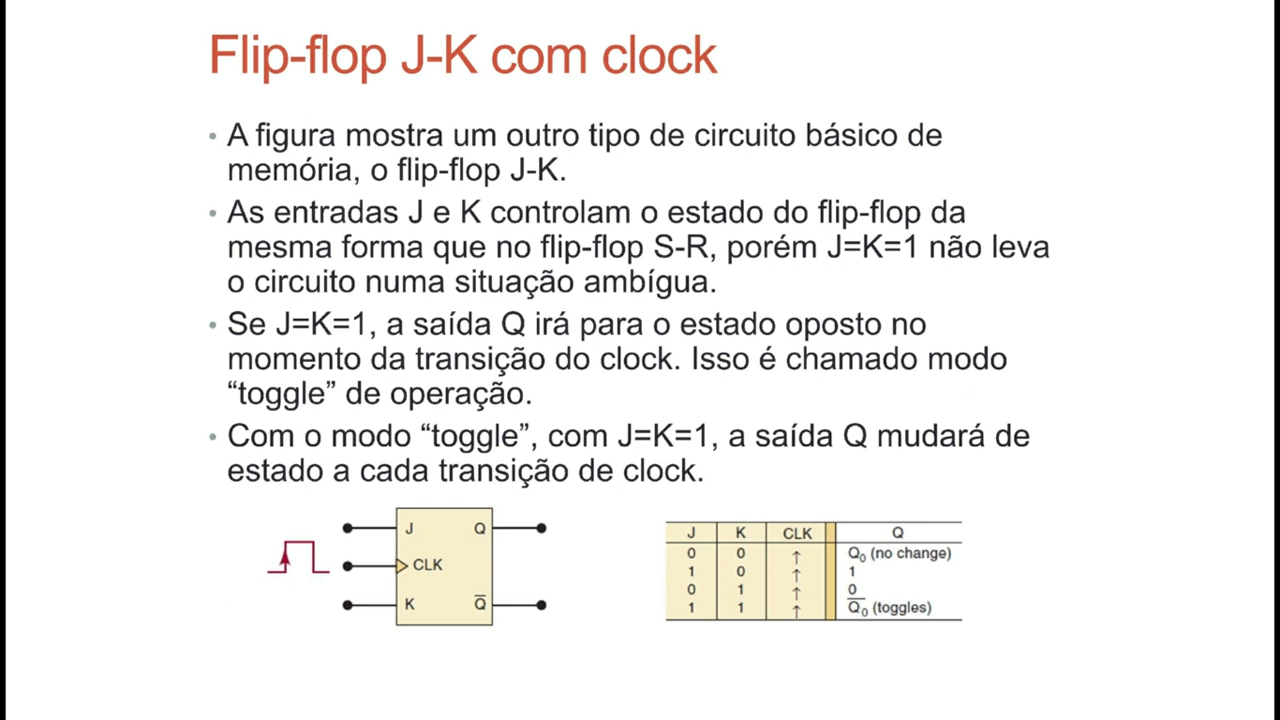 Flip-flop J-K com clock
• A figura mostra um outro tipo de circuito básico de
memória, o flip-flop J-K.
• As entradas J e K controlam o estado do flip-flop da
mesma forma que no flip-flop S-R, porém J=K=1 não leva
o circuito numa situação ambígua.
• Se J=K=1, a saída Q irá para o estado oposto no
momento da transição do clock. Isso é chamado modo
“toggle” de operação.
• Com o modo “toggle”, com J=K=1, a saída Q mudará de
estado a cada transição de clock.
J Q
CLK
K Q̅
J K CLK Q
0 0 ↑ Q₀ (no change)
1 0 ↑ 1
0 1 ↑ 0
1 1 ↑ Q̅₀ (toggles)